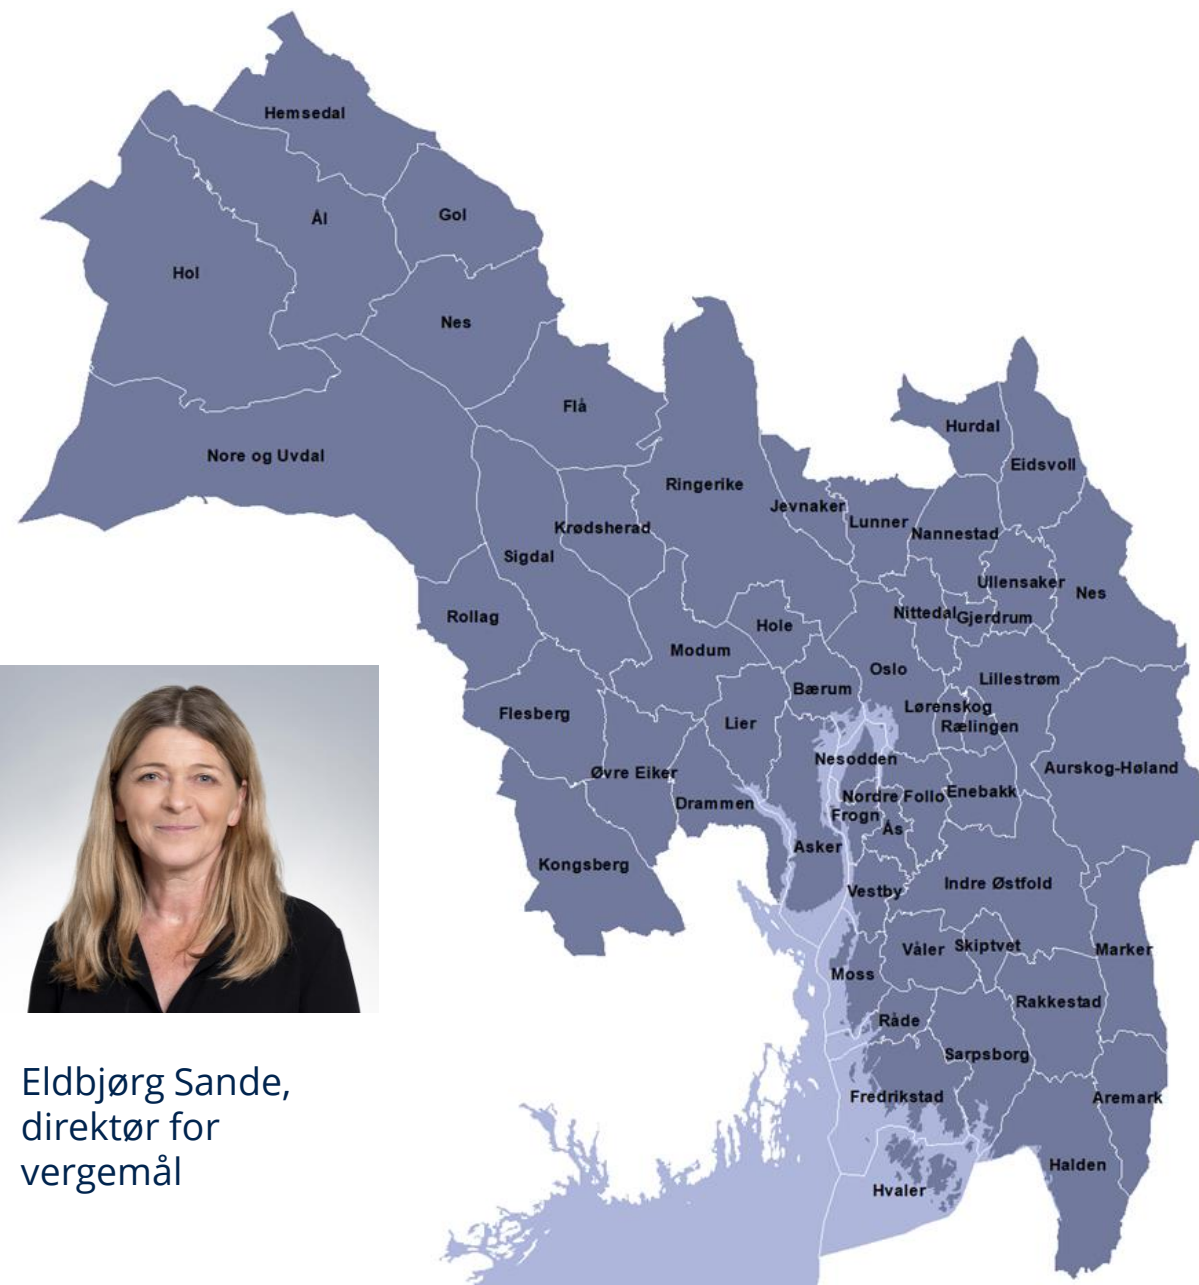 Hemsedal
Ål
Gol
Hol
Nes
Flå
Hurdal
Nore og Uvdal
Eidsvoll
Ringerike
Jevnaker
Lunner
Krødsherad
Nannestad
Sigdal
Ullensaker
Nes
Rollag
Nittedal
Gjerdrum
Hole
Modum
Oslo
Lillestrøm
Bærum
Flesberg
Lørenskog
Lier
Rælingen
Nesodden
Aurskog-Høland
Øvre Eiker
Enebakk
Drammen
Nordre Follo
Frogn
Ås
Asker
Kongsberg
Indre Østfold
Vestby
Våler
Skiptvet
Marker
Moss
Rakkestad
Råde
Sarpsborg
Fredrikstad
Aremark
Halden
Hvaler
Eldbjørg Sande,
direktør for
vergemål